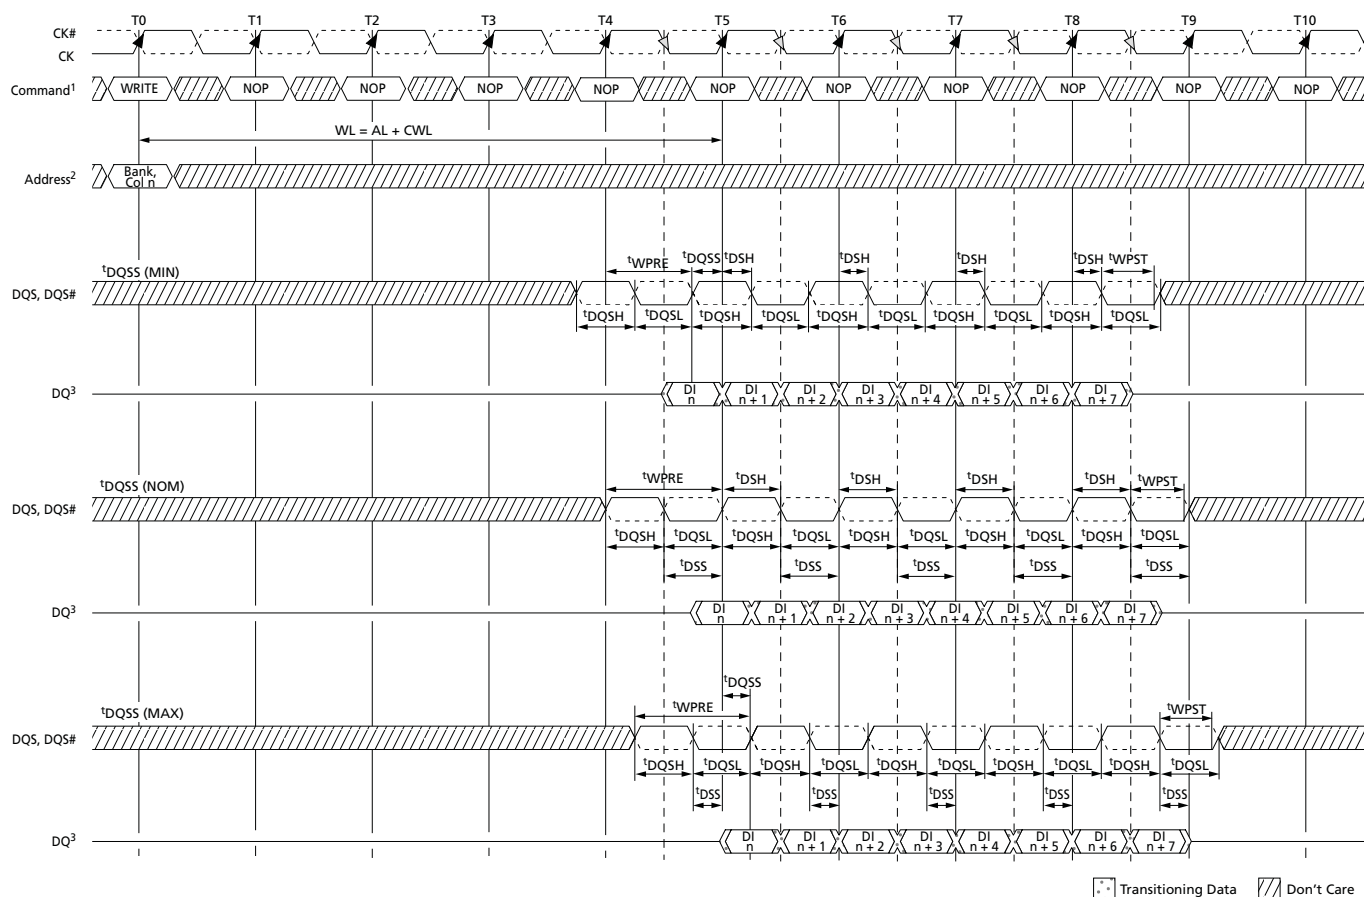 T0 T1 T2 T3 T4 T5 T6 T7 T8 T9 T10
CK#
CK
Command1 WRITE NOP NOP NOP NOP NOP NOP NOP NOP NOP NOP
WL = AL + CWL
Address2 Bank,
Col n
tDQSS tDSH tDSH tDSH tDSH tWPST
tDQSS (MIN) tWPRE
DQS, DQS#
tDQSH tDQSL tDQSH tDQSL tDQSH tDQSL tDQSH tDQSL tDQSH tDQSL
DQ3 DI DI DI DI DI DI DI DI
n n + 1 n + 2 n + 3 n + 4 n + 5 n + 6 n + 7
tWPRE tDSH tDSH tDSH tDSH tWPST
tDQSS (NOM)
DQS, DQS#
tDQSH tDQSL tDQSH tDQSL tDQSH tDQSL tDQSH tDQSL tDQSH tDQSL
tDSS tDSS tDSS tDSS tDSS
DQ3 DI DI DI DI DI DI DI DI
n n + 1 n + 2 n + 3 n + 4 n + 5 n + 6 n + 7
tDQSS
tDQSS (MAX) tWPRE tWPST
DQS, DQS#
tDQSH tDQSL tDQSH tDQSL tDQSH tDQSL tDQSH tDQSL tDQSH tDQSL
tDSS tDSS tDSS tDSS tDSS
DQ3 DI DI DI DI DI DI DI DI
n n + 1 n + 2 n + 3 n + 4 n + 5 n + 6 n + 7
Transitioning Data Don't Care